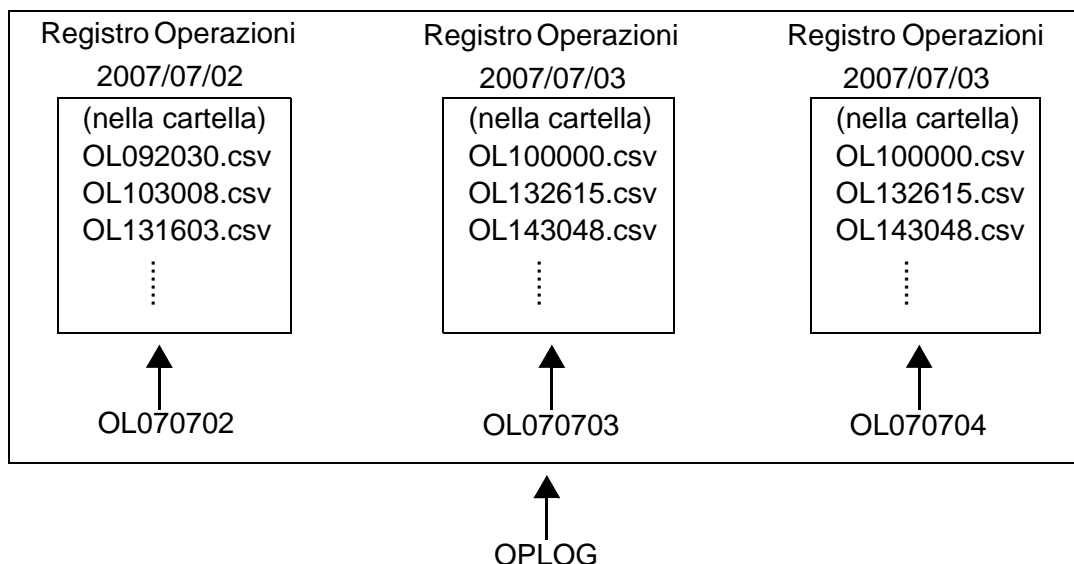 Registro Operazioni
2007/07/02
(nella cartella)
OL092030.csv
OL103008.csv
OL131603.csv
OL070702
Registro Operazioni
2007/07/03
(nella cartella)
OL100000.csv
OL132615.csv
OL143048.csv
OL070703
Registro Operazioni
2007/07/03
(nella cartella)
OL100000.csv
OL132615.csv
OL143048.csv
OL070704
OPLOG